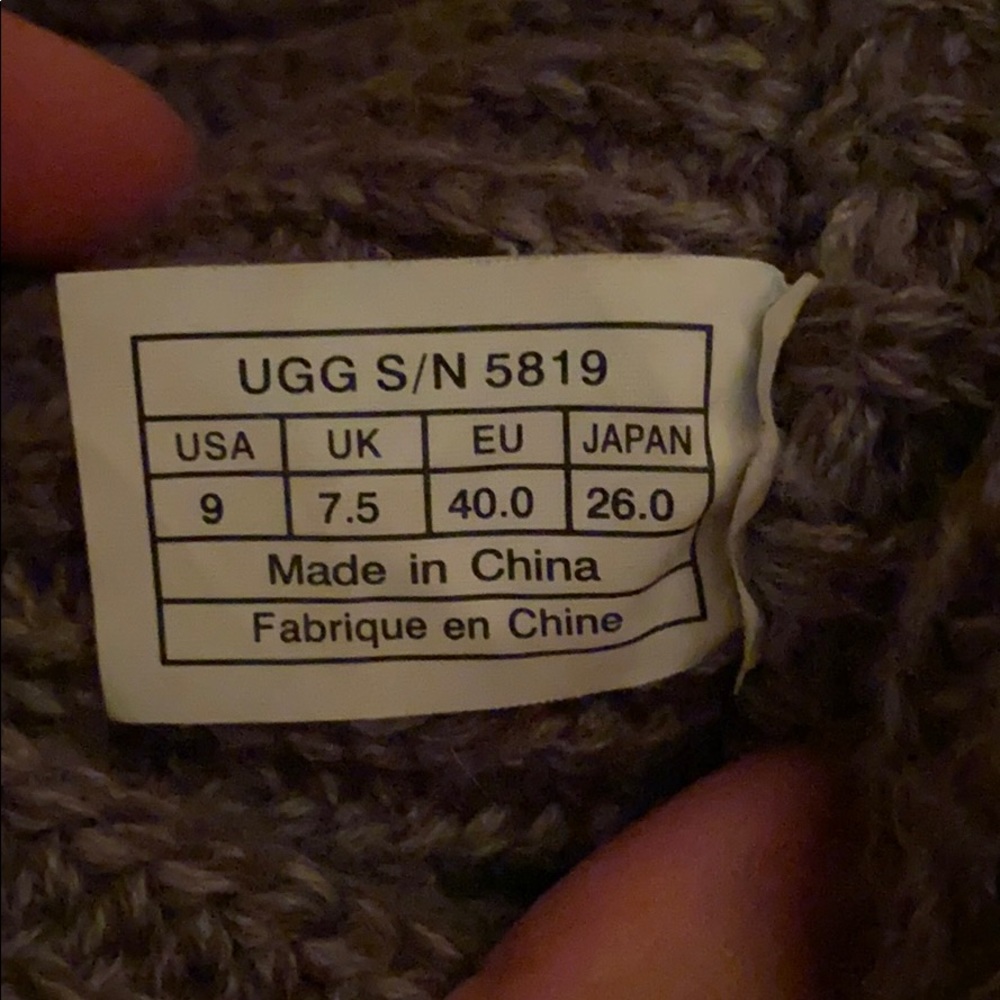 UGG S/N 5819
USA UK EU JAPAN
9 7.5 40.0 26.0
Made in China
Fabrique en Chine